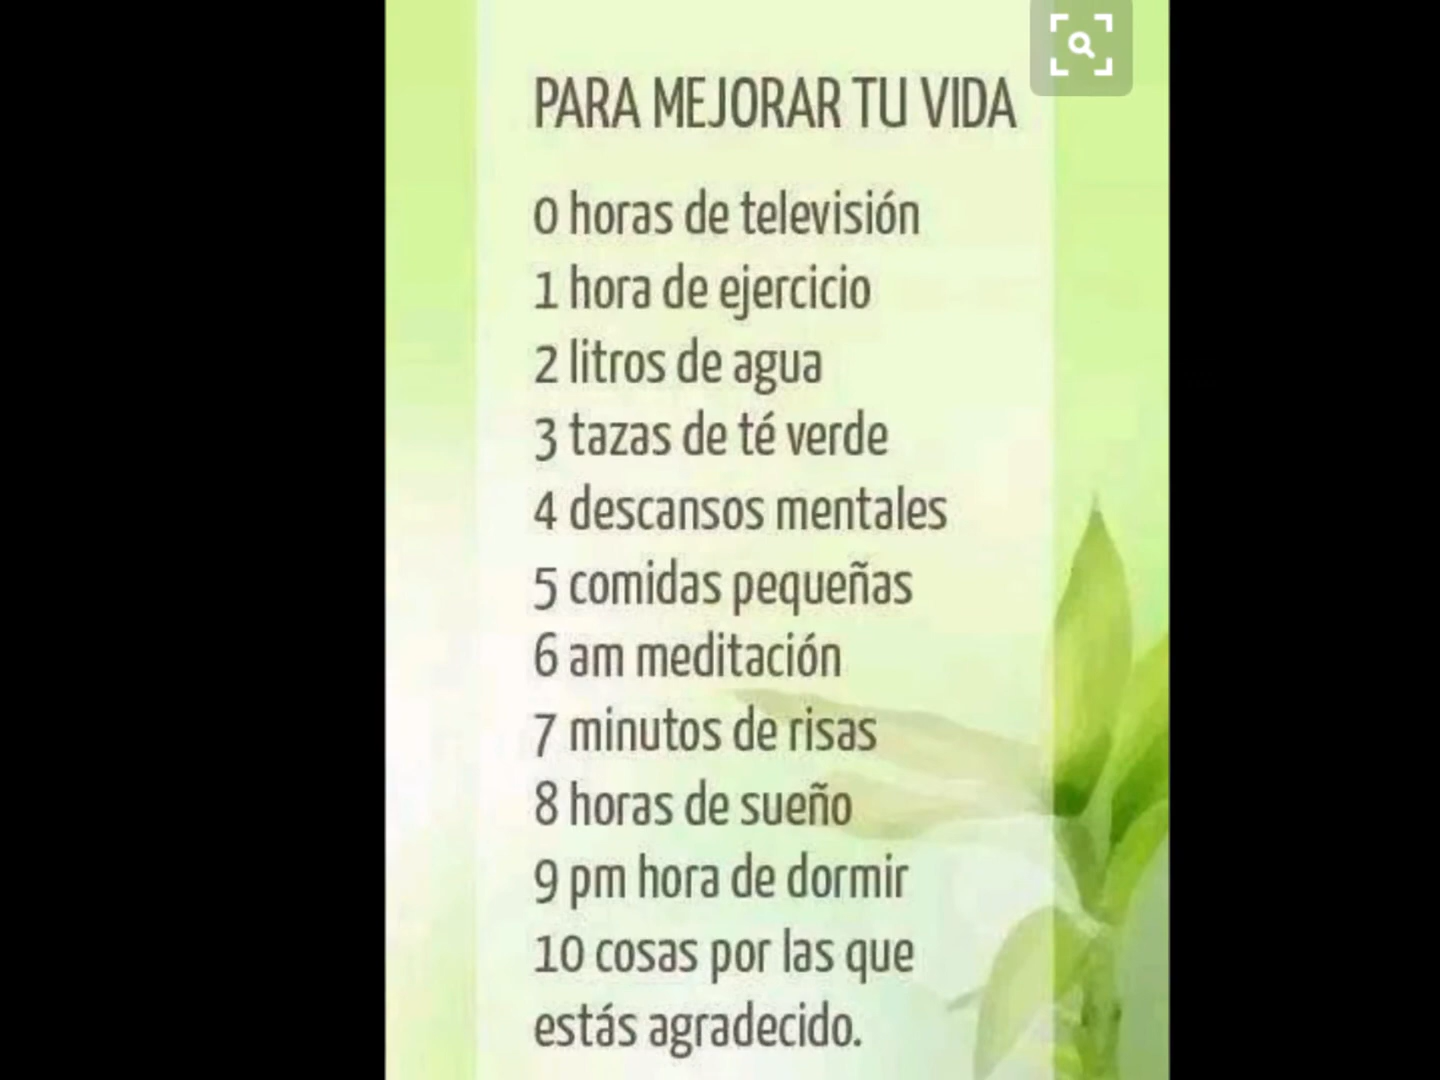 PARA MEJORAR TU VIDA
0 horas de televisión
1 hora de ejercicio
2 litros de agua
3 tazas de té verde
4 descansos mentales
5 comidas pequeñas
6 am meditación
7 minutos de risas
8 horas de sueño
9 pm hora de dormir
10 cosas por las que
estás agradecido.